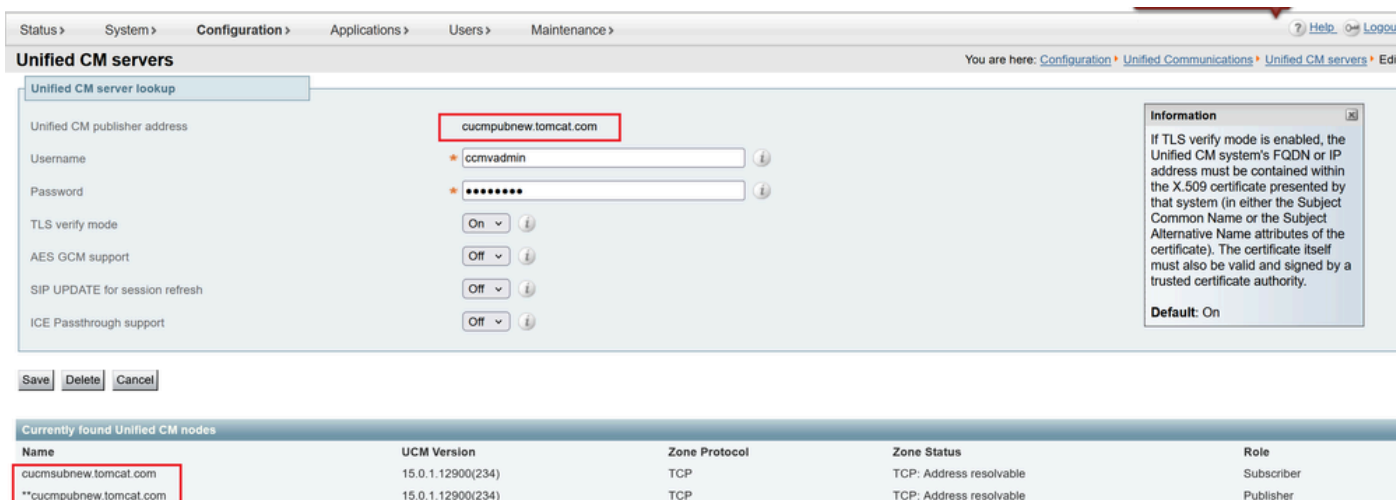 Status > System > Configuration > Applications > Users > Maintenance > ? Help Logou
Unified CM servers You are here: Configuration Unified Communications Unified CM servers Edi
Unified CM server lookup
Unified CM publisher address cucmpubnew.tomcat.com
Username * ccmvadmin i
Password * •••••••• i
TLS verify mode On i
AES GCM support Off i
SIP UPDATE for session refresh Off i
ICE Passthrough support Off i
Information
If TLS verify mode is enabled, the
Unified CM system's FQDN or IP
address must be contained within
the X.509 certificate presented by
that system (in either the Subject
Common Name or the Subject
Alternative Name attributes of the
certificate). The certificate itself
must also be valid and signed by a
trusted certificate authority.
Default: On
Save Delete Cancel
Currently found Unified CM nodes
Name UCM Version Zone Protocol Zone Status Role
cucmsubnew.tomcat.com 15.0.1.12900(234) TCP TCP: Address resolvable Subscriber
**cucmpubnew.tomcat.com 15.0.1.12900(234) TCP TCP: Address resolvable Publisher